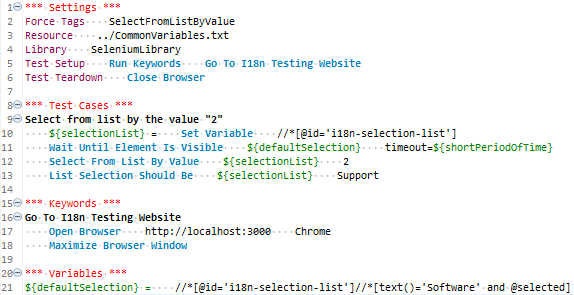 1 *** Settings ***
2 Force Tags    SelectFromListByValue
3 Resource    ../CommonVariables.txt
4 Library    SeleniumLibrary
5 Test Setup    Run Keywords    Go To I18n Testing Website
6 Test Teardown    Close Browser
7
8 *** Test Cases ***
9 Select from list by the value "2"
10     ${selectionList} =    Set Variable    //*[@id='i18n-selection-list']
11     Wait Until Element Is Visible    ${defaultSelection}    timeout=${shortPeriodOfTime}
12     Select From List By Value    ${selectionList}    2
13     List Selection Should Be    ${selectionList}    Support
14
15 *** Keywords ***
16 Go To I18n Testing Website
17     Open Browser    http://localhost:3000    Chrome
18     Maximize Browser Window
19
20 *** Variables ***
21 ${defaultSelection} =    //*[@id='i18n-selection-list']//*[text()='Software' and @selected]